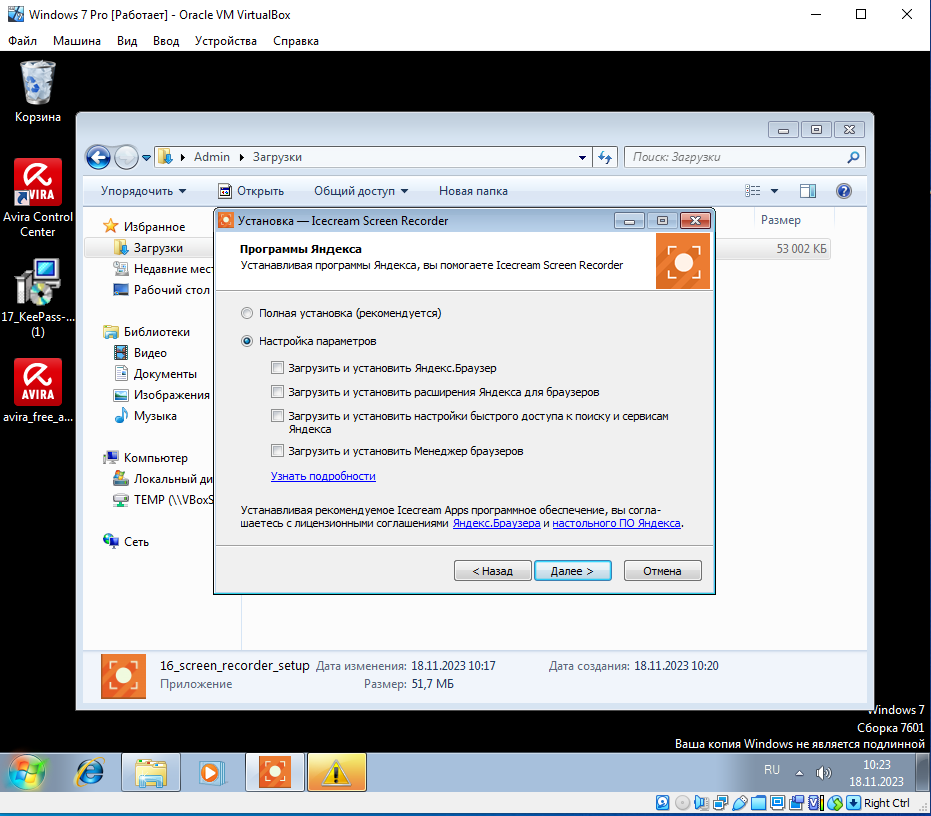 Windows 7 Pro [Работает] - Oracle VM VirtualBox
Файл Машина Вид Ввод Устройства Справка
Корзина
AVIRA
Avira Control
Center
17_KeePass-...
(1)
AVIRA
avira_free_a...
Admin Загрузки
Поиск: Загрузки
Упорядочить Открыть Общий доступ Новая папка
Избранное
Загрузки
Недавние мест
Рабочий стол
Библиотеки
Видео
Документы
Изображения
Музыка
Компьютер
Локальный ди
TEMP (\\VBoxS
Сеть
Размер
53 002 КБ
Установка — Icecream Screen Recorder
Программы Яндекса
Устанавливая программы Яндекса, вы помогаете Icecream Screen Recorder
Полная установка (рекомендуется)
Настройка параметров
Загрузить и установить Яндекс.Браузер
Загрузить и установить расширения Яндекса для браузеров
Загрузить и установить настройки быстрого доступа к поиску и сервисам
Яндекса
Загрузить и установить Менеджер браузеров
Узнать подробности
Устанавливая рекомендуемое Icecream Apps программное обеспечение, вы согла-
шаетесь с лицензионными соглашениями Яндекс.Браузера и настольного ПО Яндекса.
< Назад Далее > Отмена
16_screen_recorder_setup Дата изменения: 18.11.2023 10:17 Дата создания: 18.11.2023 10:20
Приложение Размер: 51,7 МБ
Windows 7
Сборка 7601
Ваша копия Windows не является подлинной
RU
10:23
18.11.2023
Right Ctrl